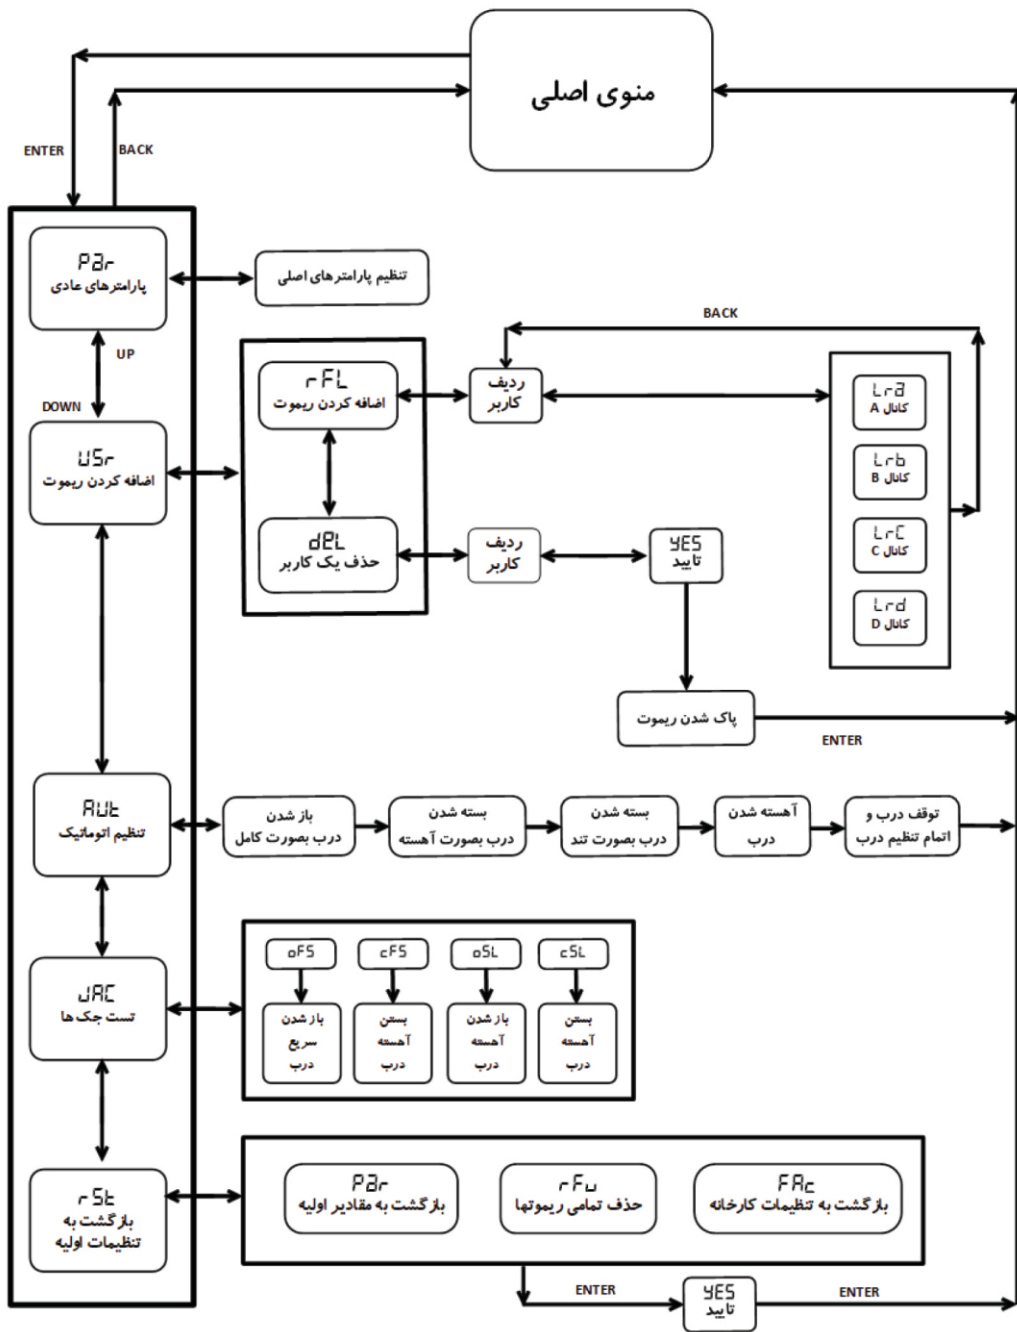 منوی اصلی
ENTER
BACK
PAr
پارامترهای عادی
تنظیم پارامترهای اصلی
UP
DOWN
BACK
rFL
اضافه کردن ریموت
ردیف
کاربر
LrA
کانال A
Lrb
کانال B
LrC
کانال C
Lrd
کانال D
USr
اضافه کردن ریموت
dEL
حذف یک کاربر
ردیف
کاربر
YES
تایید
پاک شدن ریموت
ENTER
AUt
تنظیم اتوماتیک
باز شدن
درب بصورت کامل
بسته شدن
درب بصورت آهسته
بسته شدن
درب بصورت تند
آهسته شدن
درب
توقف درب و
اتمام تنظیم درب
JAC
تست جک ها
oFS
cFS
oSL
cSL
باز شدن
سریع
درب
بستن
آهسته
درب
باز شدن
آهسته
درب
بستن
آهسته
درب
rSt
بازگشت به
تنظیمات اولیه
PAr
بازگشت به مقادیر اولیه
rFu
حذف تمامی ریموتها
FAc
بازگشت به تنظیمات کارخانه
ENTER
YES
تایید
ENTER